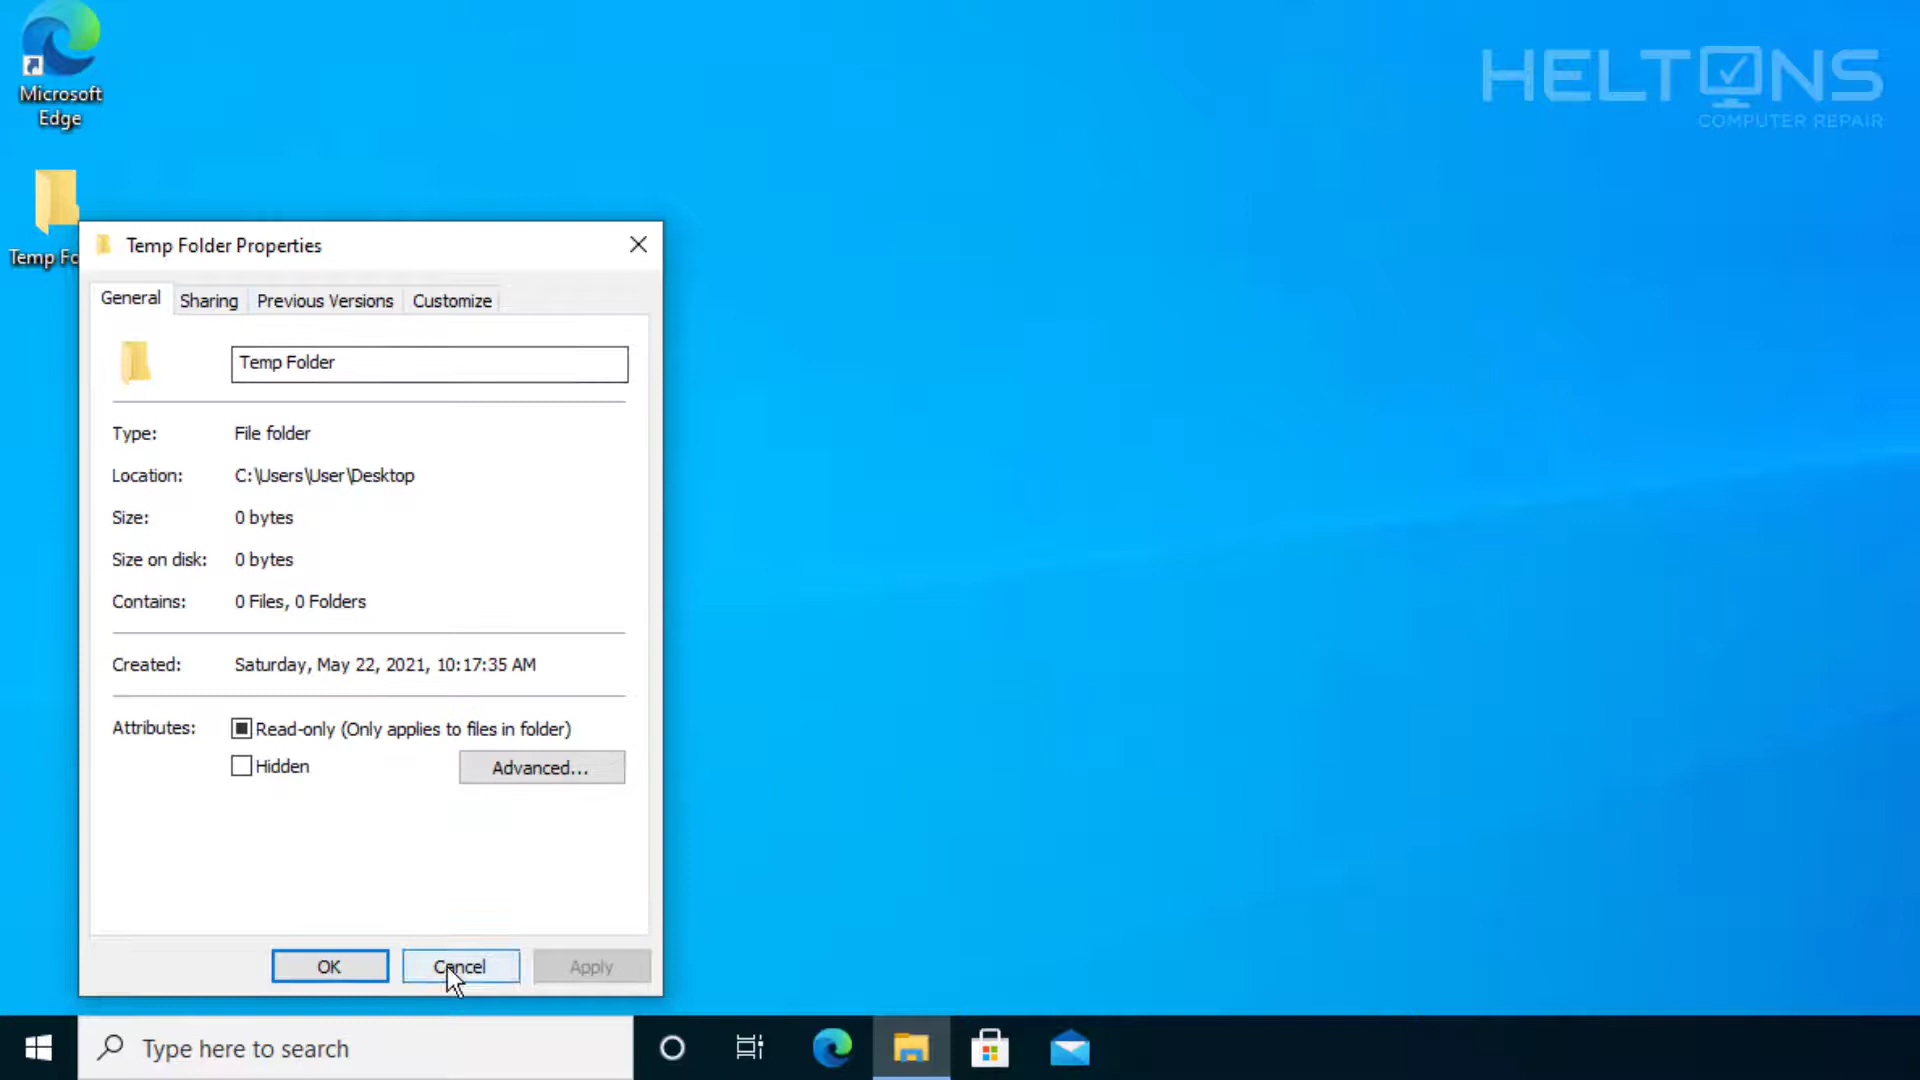 Microsoft
Edge
HELTONS
COMPUTER REPAIR
Temp Fo
Temp Folder Properties
General
Sharing
Previous Versions
Customize
Temp Folder
Type: File folder
Location: C:\Users\User\Desktop
Size: 0 bytes
Size on disk: 0 bytes
Contains: 0 Files, 0 Folders
Created: Saturday, May 22, 2021, 10:17:35 AM
Attributes: Read-only (Only applies to files in folder)
Hidden
Advanced...
OK
Cancel
Apply
Type here to search